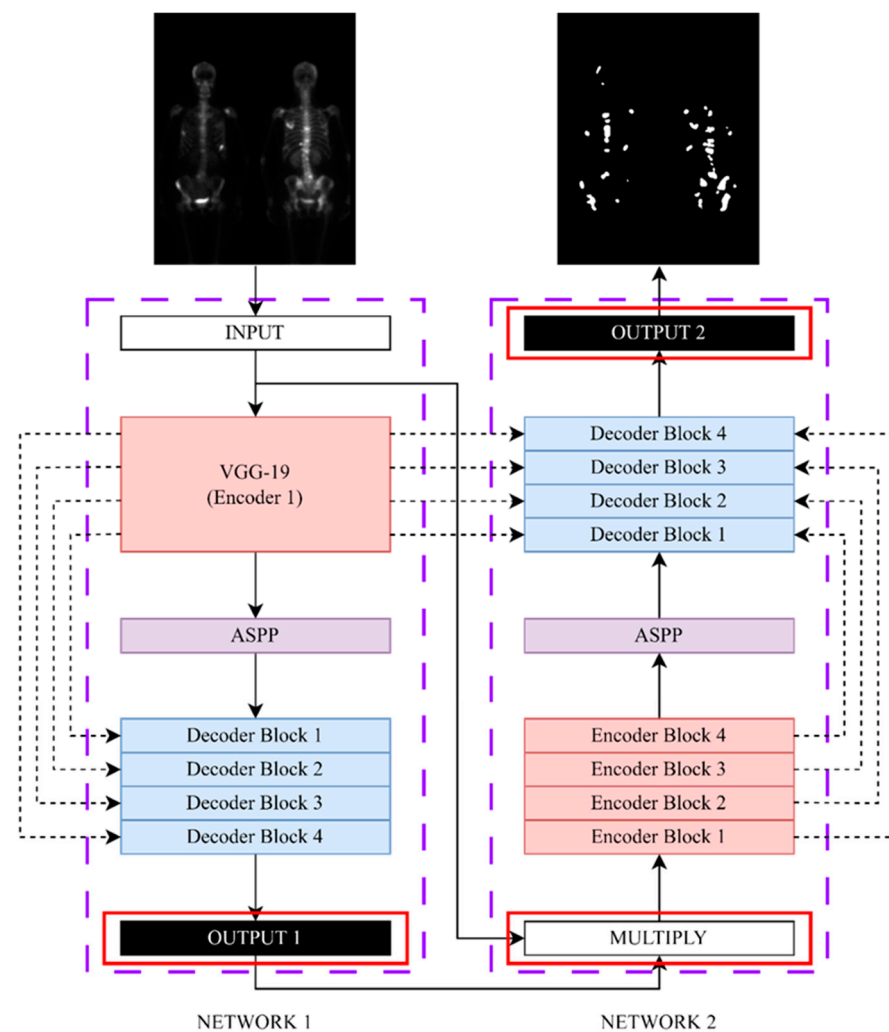 INPUT
VGG-19
(Encoder 1)
ASPP
Decoder Block 1
Decoder Block 2
Decoder Block 3
Decoder Block 4
OUTPUT 1
NETWORK 1
OUTPUT 2
Decoder Block 4
Decoder Block 3
Decoder Block 2
Decoder Block 1
ASPP
Encoder Block 4
Encoder Block 3
Encoder Block 2
Encoder Block 1
MULTIPLY
NETWORK 2